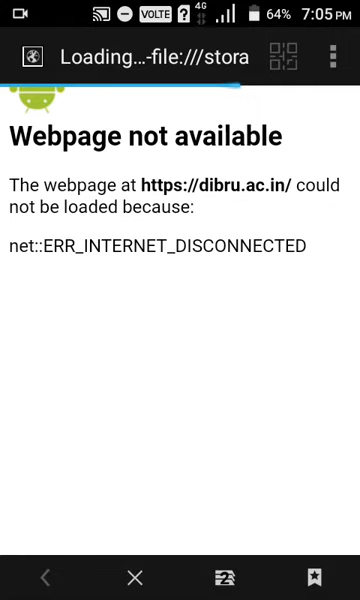 VOLTE ? 4G 64% 7:05 PM
Loading...-file:///stora
Webpage not available
The webpage at https://dibru.ac.in/ could
not be loaded because:
net::ERR_INTERNET_DISCONNECTED
2